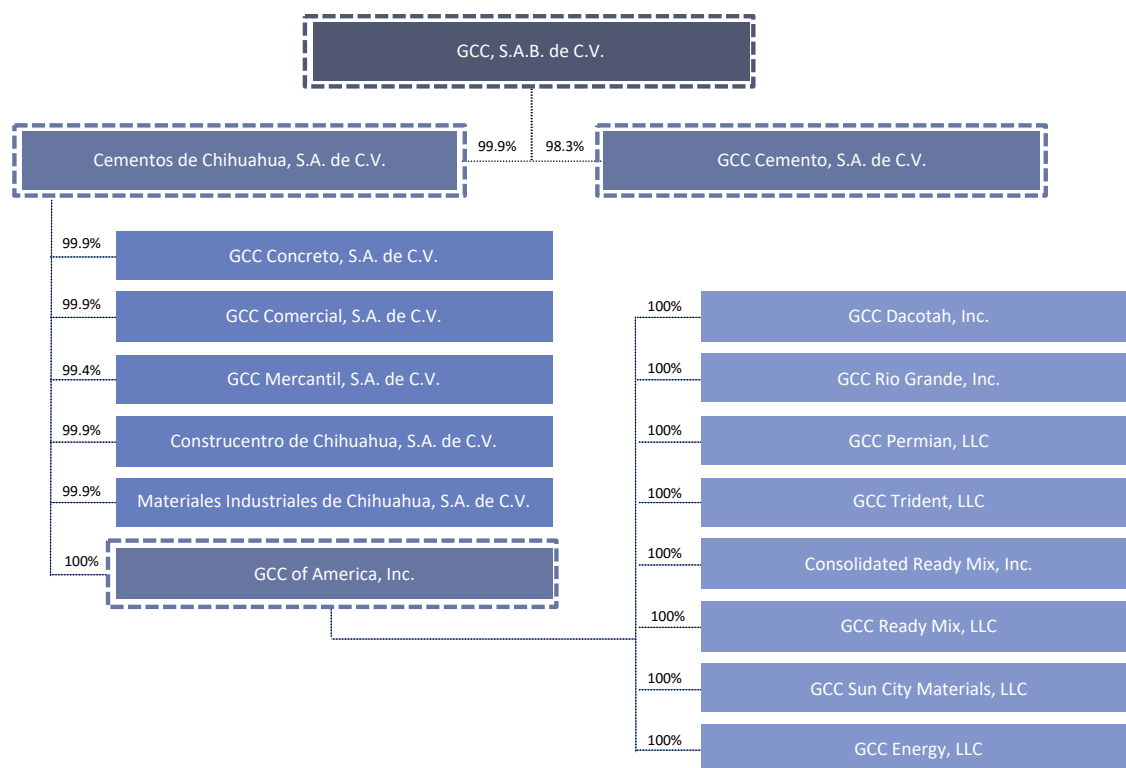 GCC, S.A.B. de C.V.
Cementos de Chihuahua, S.A. de C.V.
99.9%
98.3%
GCC Cemento, S.A. de C.V.
99.9%
GCC Concreto, S.A. de C.V.
99.9%
GCC Comercial, S.A. de C.V.
99.4%
GCC Mercantil, S.A. de C.V.
99.9%
Construcentro de Chihuahua, S.A. de C.V.
99.9%
Materiales Industriales de Chihuahua, S.A. de C.V.
100%
GCC of America, Inc.
100%
GCC Dacotah, Inc.
100%
GCC Rio Grande, Inc.
100%
GCC Permian, LLC
100%
GCC Trident, LLC
100%
Consolidated Ready Mix, Inc.
100%
GCC Ready Mix, LLC
100%
GCC Sun City Materials, LLC
100%
GCC Energy, LLC